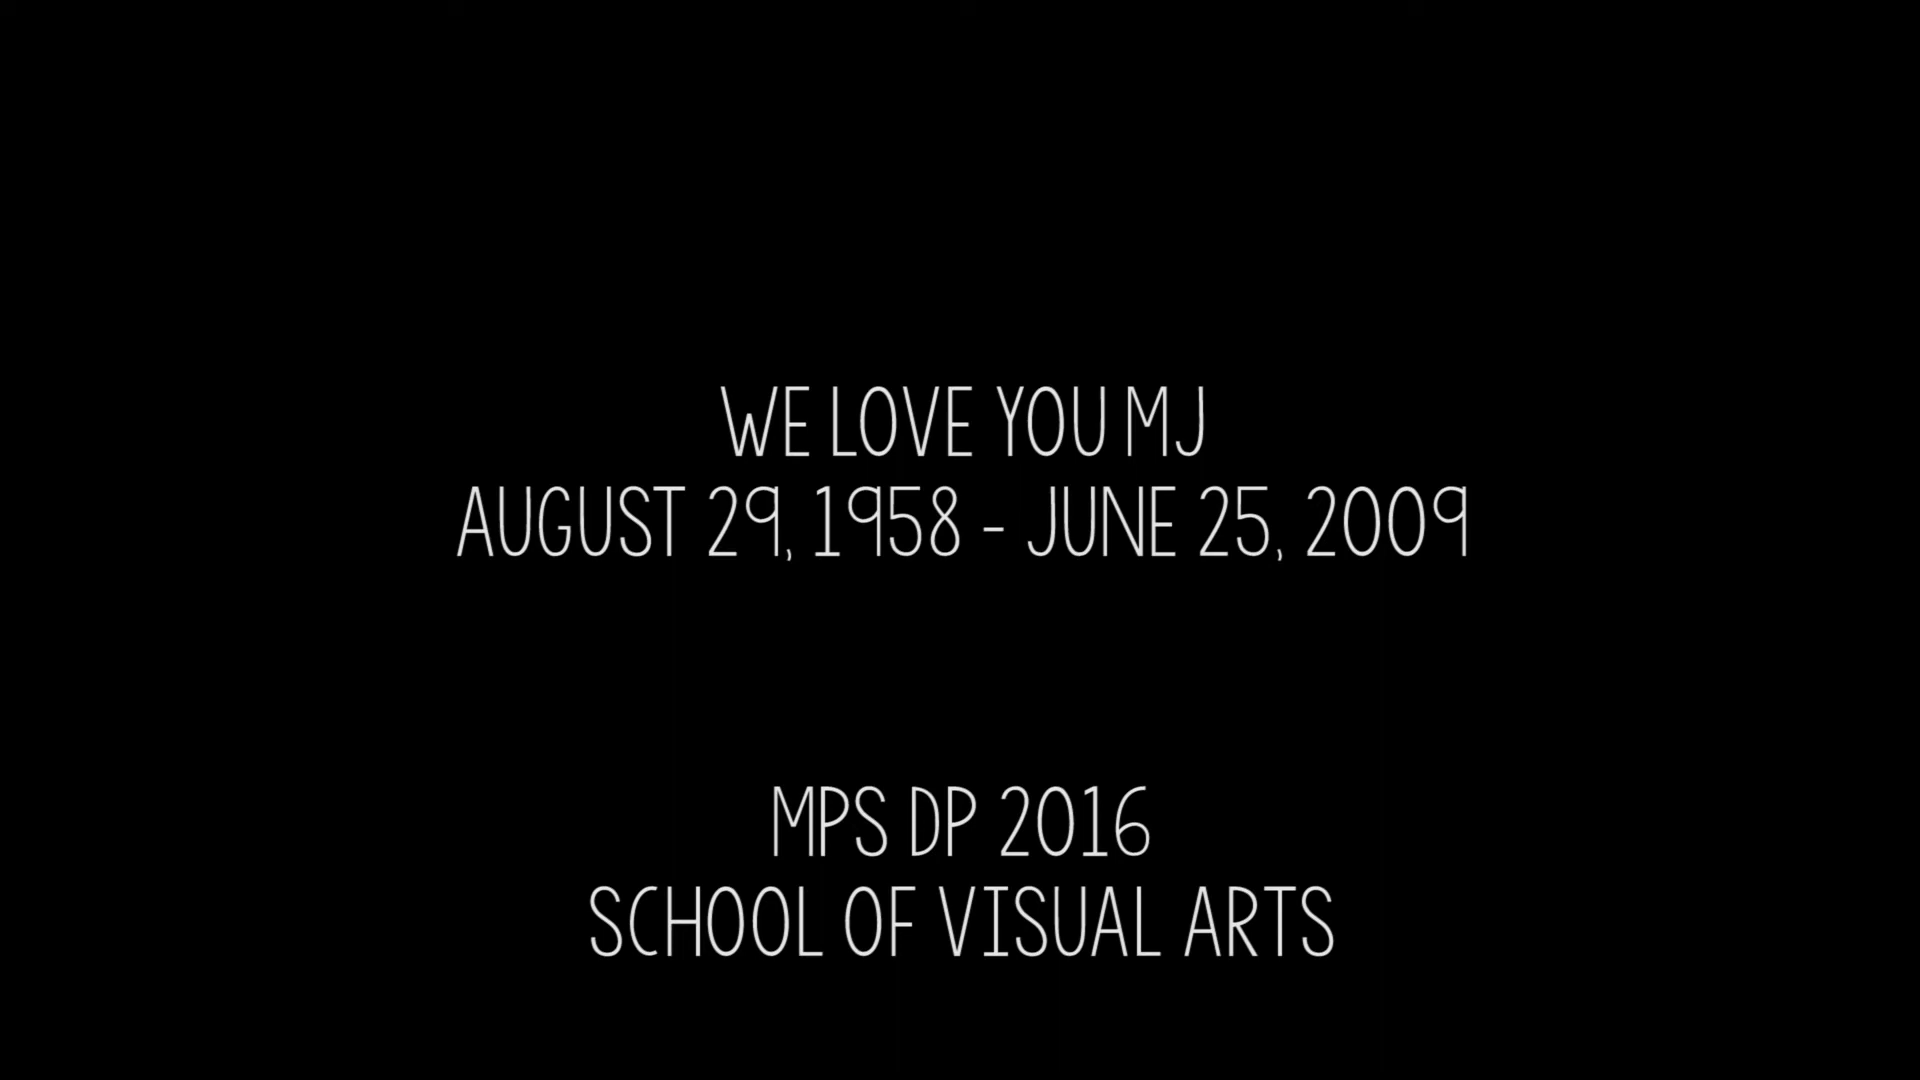 WE LOVE YOU MJ
AUGUST 29, 1958 - JUNE 25, 2009
MPS DP 2016
SCHOOL OF VISUAL ARTS